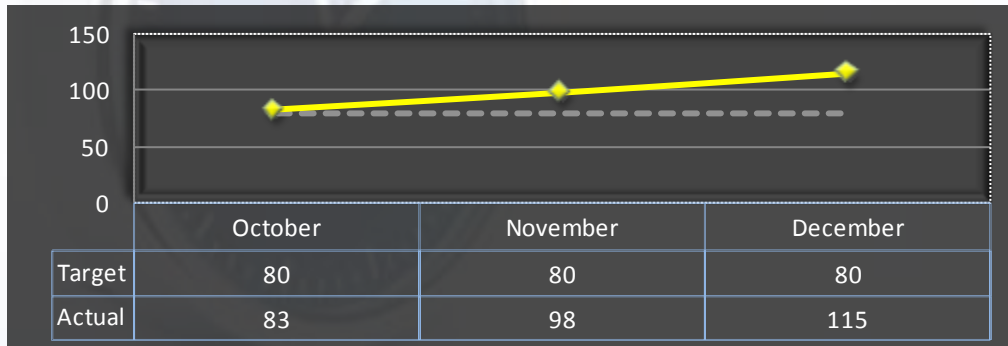 150
100
50
0
October November December
Target 80 80 80
Actual 83 98 115